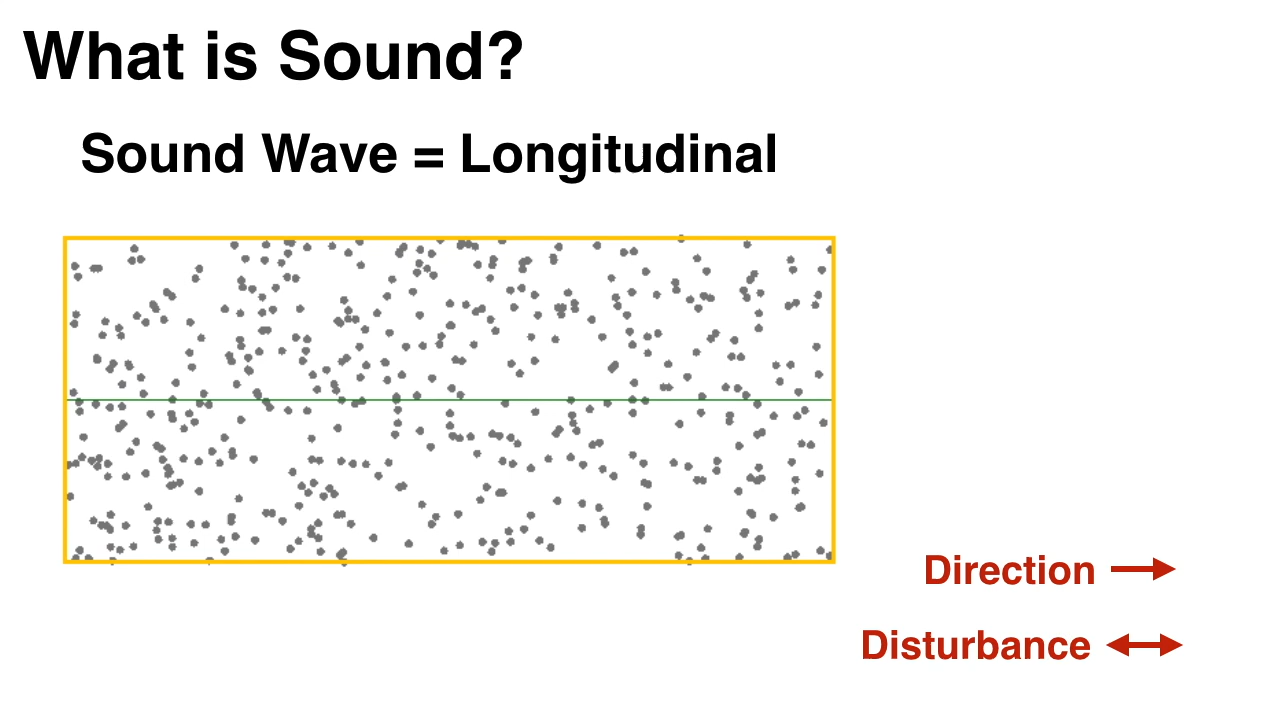 What is Sound?
Sound Wave = Longitudinal
Direction
Disturbance